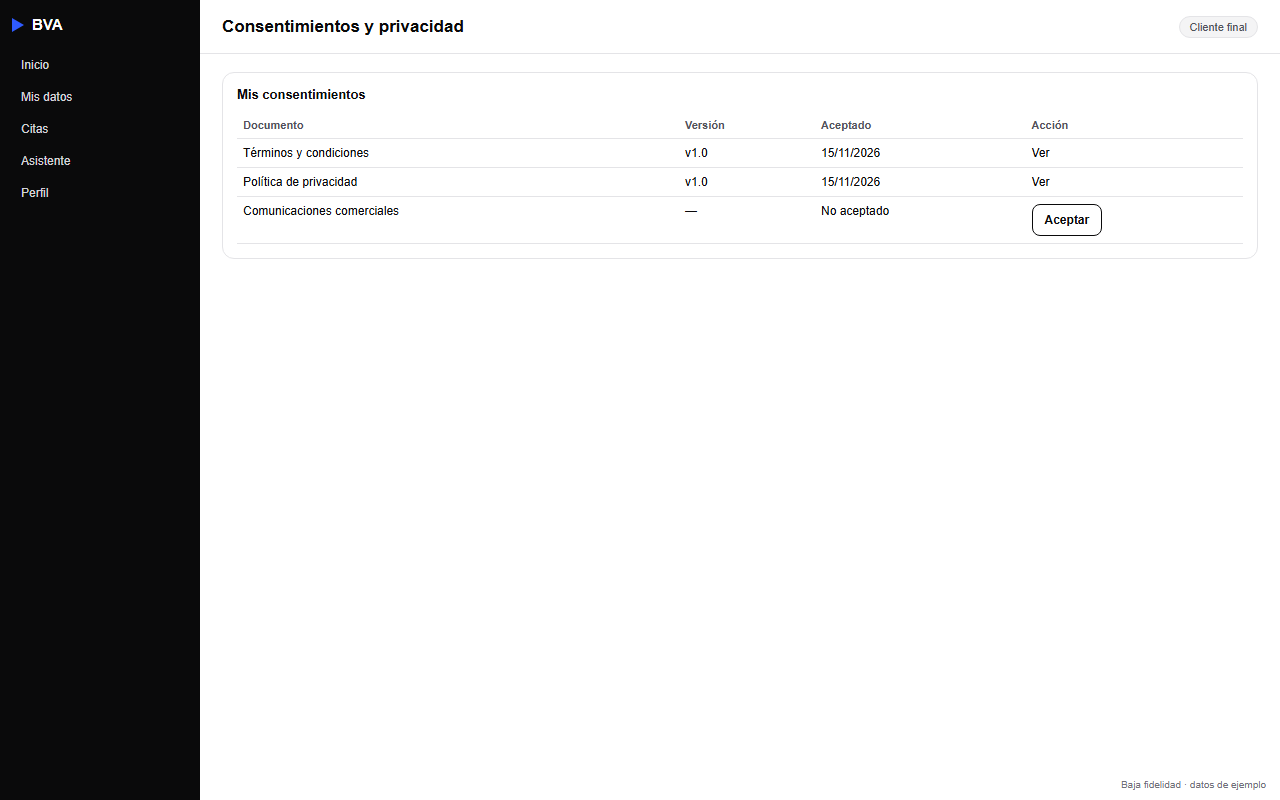 BVA
Inicio
Mis datos
Citas
Asistente
Perfil
Consentimientos y privacidad
Cliente final
Mis consentimientos
Documento Versión Aceptado Acción
Términos y condiciones v1.0 15/11/2026 Ver
Política de privacidad v1.0 15/11/2026 Ver
Comunicaciones comerciales — No aceptado Aceptar
Baja fidelidad · datos de ejemplo